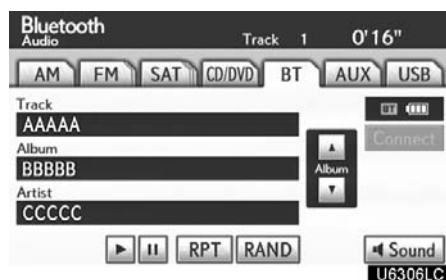 Bluetooth
Audio Track 1 0'16"
AM FM SAT CD/DVD BT AUX USB
Track
AAAAA
BT
Connect
Album
BBBBB
Album
Artist
CCCCC
RPT RAND Sound
U6306LC